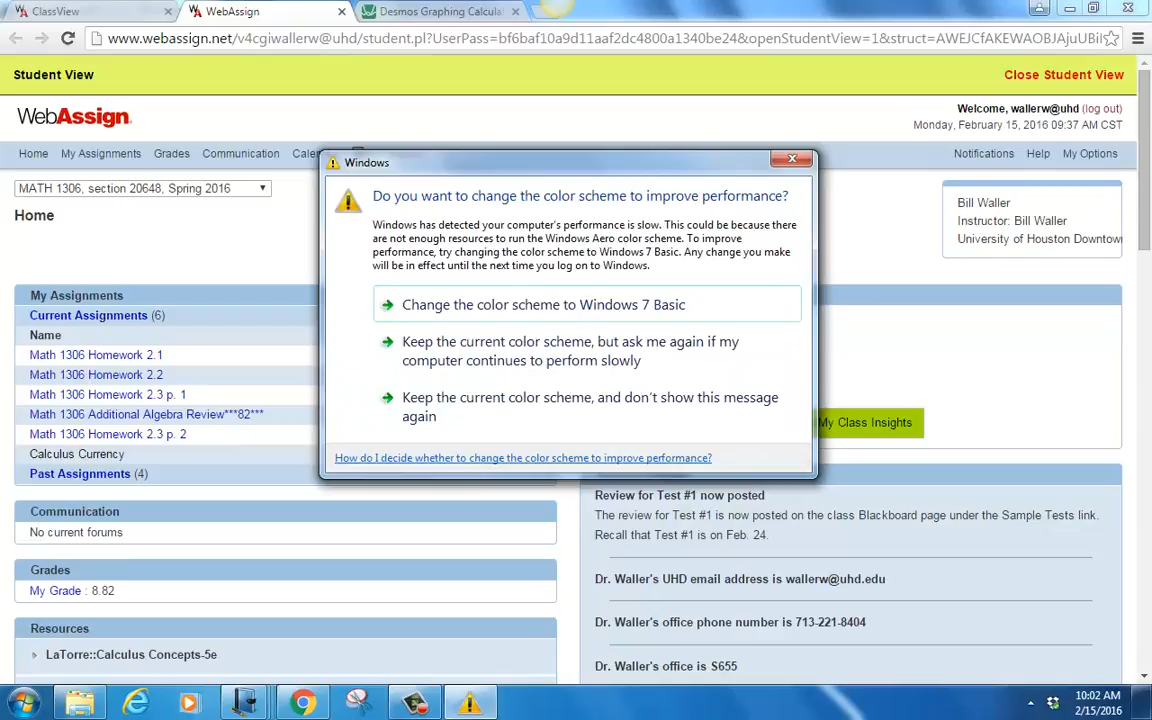 ClassView
WebAssign
Desmos Graphing Calcula
www.webassign.net/v4cgiwallerw@uhd/student.pl?UserPass=bf6baf10a9d11aaf2dc4800a1340be24&openStudentView=1&struct=AWEJCfAKEWAOBJAjuUBil
Student View
Close Student View
WebAssign.
Welcome, wallerw@uhd (log out)
Monday, February 15, 2016 09:37 AM CST
Home My Assignments Grades Communication Caler
Notifications Help My Options
MATH 1306, section 20648, Spring 2016
Home
Bill Waller
Instructor: Bill Waller
University of Houston Downtown
Windows
Do you want to change the color scheme to improve performance?
Windows has detected your computer's performance is slow. This could be because there
are not enough resources to run the Windows Aero color scheme. To improve
performance, try changing the color scheme to Windows 7 Basic. Any change you make
will be in effect until the next time you log on to Windows.
Change the color scheme to Windows 7 Basic
Keep the current color scheme, but ask me again if my
computer continues to perform slowly
Keep the current color scheme, and don't show this message
again
How do I decide whether to change the color scheme to improve performance?
My Assignments
Current Assignments (6)
Name
Math 1306 Homework 2.1
Math 1306 Homework 2.2
Math 1306 Homework 2.3 p. 1
Math 1306 Additional Algebra Review***82***
Math 1306 Homework 2.3 p. 2
Calculus Currency
Past Assignments (4)
My Class Insights
Communication
No current forums
Grades
My Grade : 8.82
Resources
LaTorre::Calculus Concepts-5e
Review for Test #1 now posted
The review for Test #1 is now posted on the class Blackboard page under the Sample Tests link.
Recall that Test #1 is on Feb. 24.
Dr. Waller's UHD email address is wallerw@uhd.edu
Dr. Waller's office phone number is 713-221-8404
Dr. Waller's office is S655
10:02 AM
2/15/2016